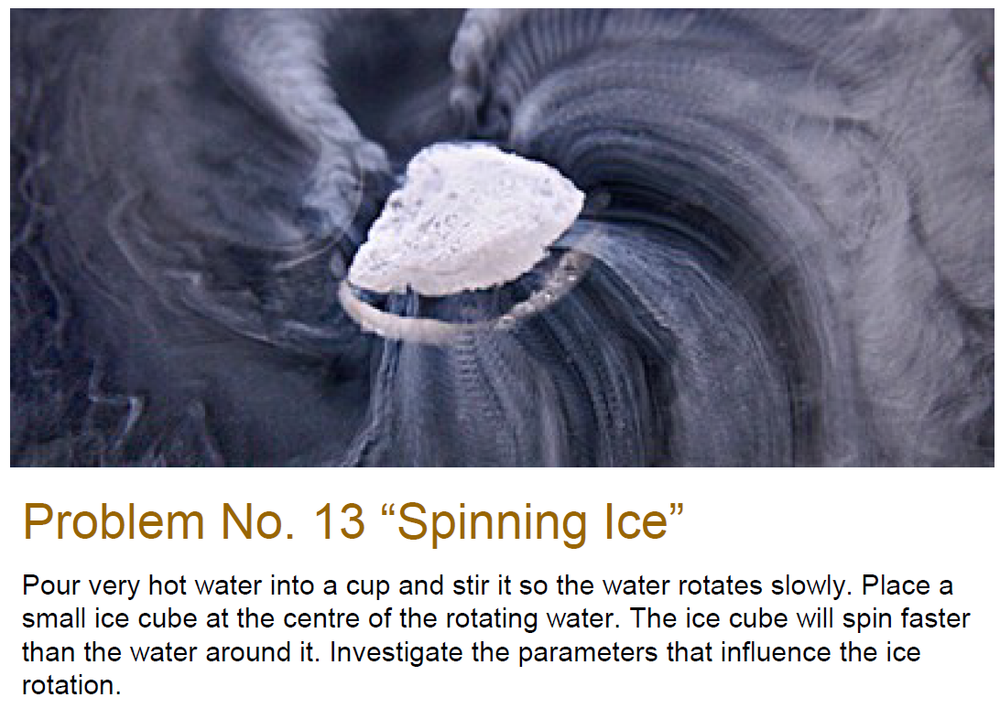 Problem No. 13 “Spinning Ice”
Pour very hot water into a cup and stir it so the water rotates slowly. Place a
small ice cube at the centre of the rotating water. The ice cube will spin faster
than the water around it. Investigate the parameters that influence the ice
rotation.